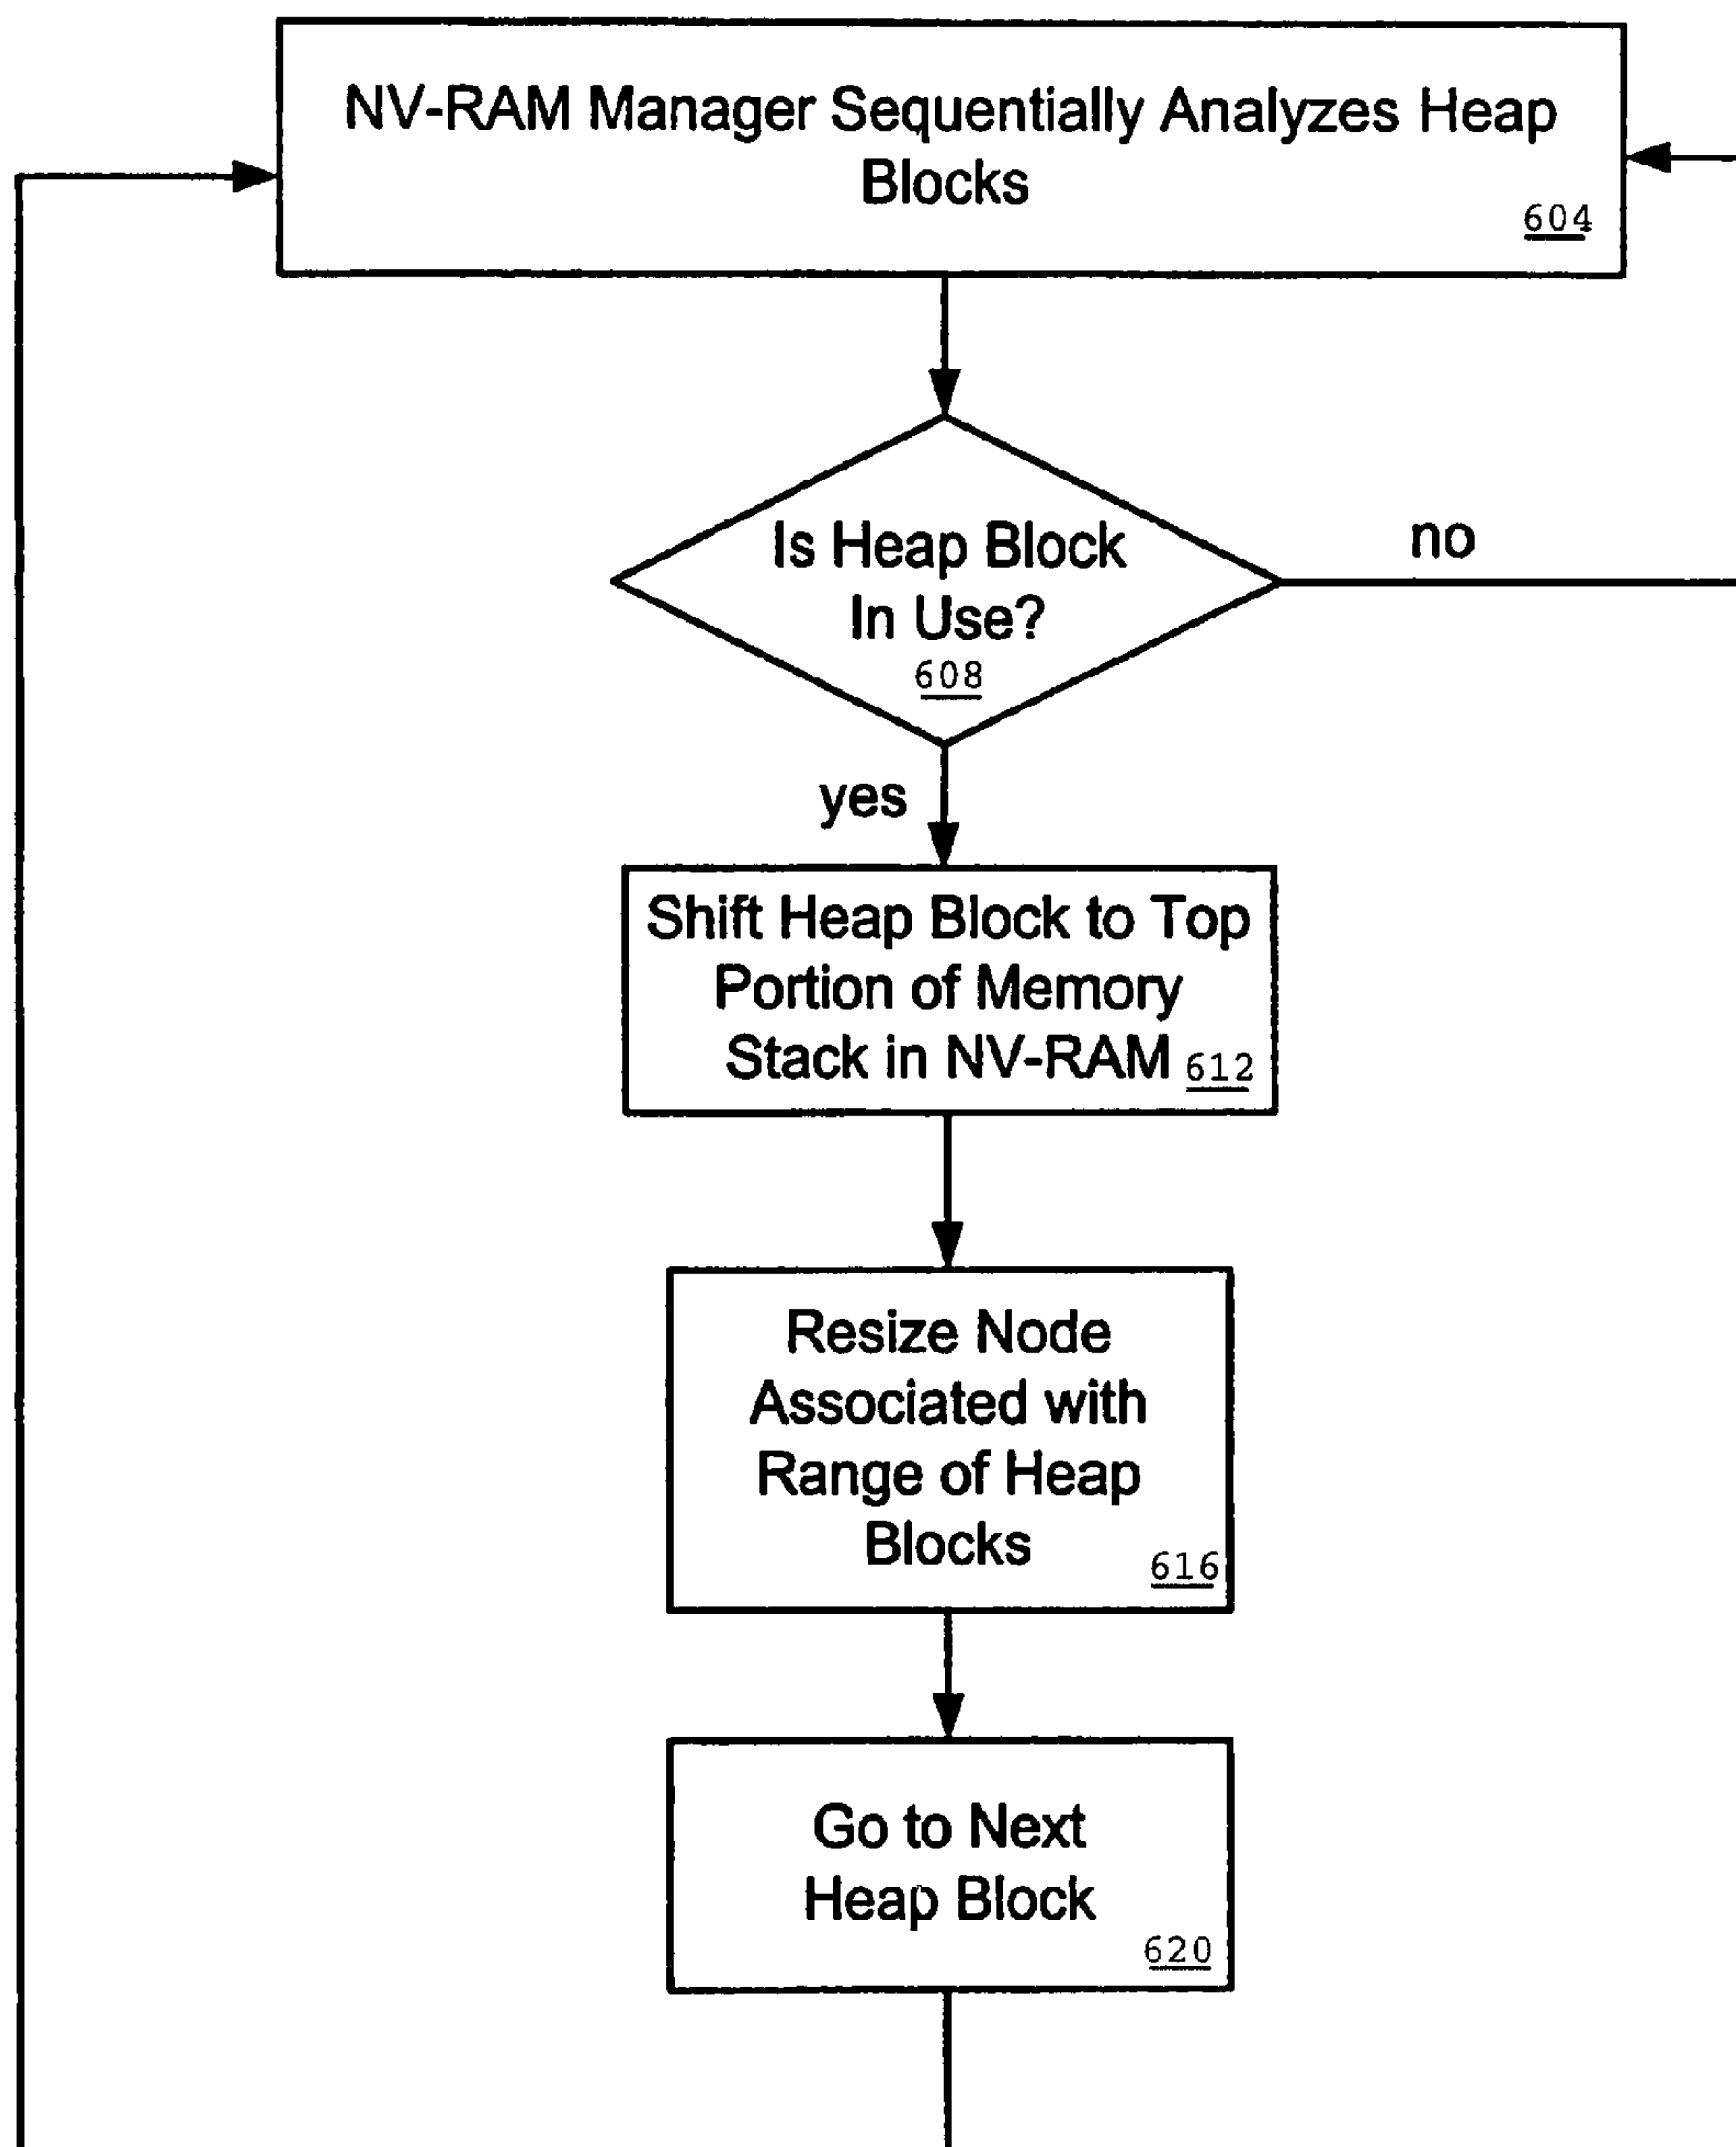 NV-RAM Manager Sequentially Analyzes Heap
Blocks
604
Is Heap Block
In Use?
608
no
yes
Shift Heap Block to Top
Portion of Memory
Stack in NV-RAM 612
Resize Node
Associated with
Range of Heap
Blocks
616
Go to Next
Heap Block
620